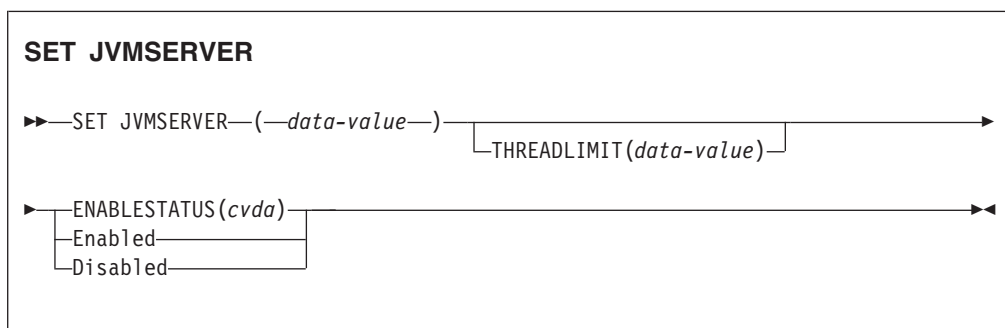 SET JVMSERVER
SET JVMSERVER ( data-value )
THREADLIMIT(data-value)
ENABLESTATUS(cvda)
Enabled
Disabled